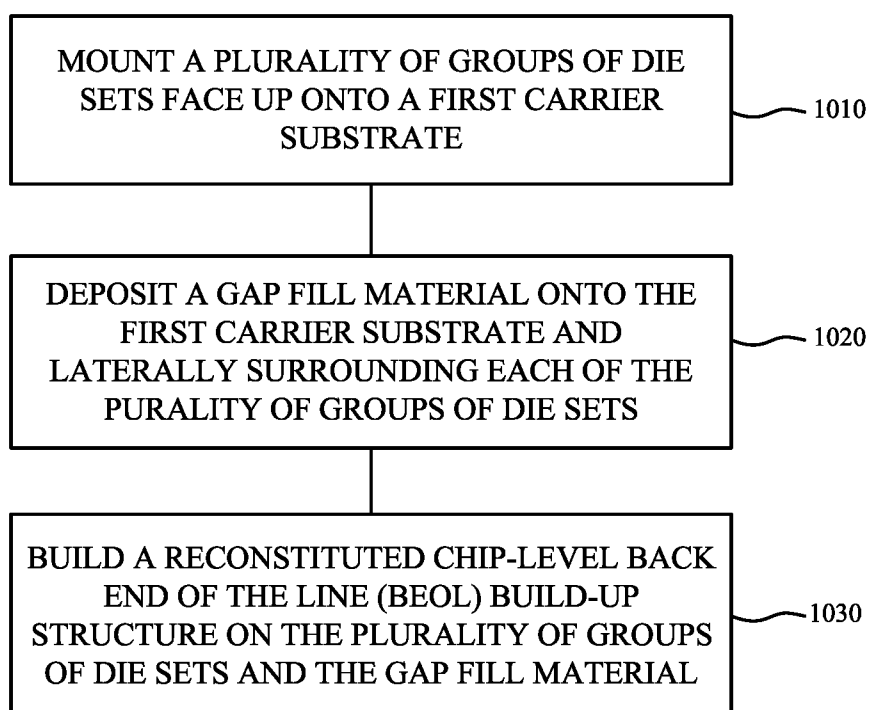 MOUNT A PLURALITY OF GROUPS OF DIE
SETS FACE UP ONTO A FIRST CARRIER
SUBSTRATE
1010
DEPOSIT A GAP FILL MATERIAL ONTO THE
FIRST CARRIER SUBSTRATE AND
LATERALLY SURROUNDING EACH OF THE
PURALITY OF GROUPS OF DIE SETS
1020
BUILD A RECONSTITUTED CHIP-LEVEL BACK
END OF THE LINE (BEOL) BUILD-UP
STRUCTURE ON THE PLURALITY OF GROUPS
OF DIE SETS AND THE GAP FILL MATERIAL
1030